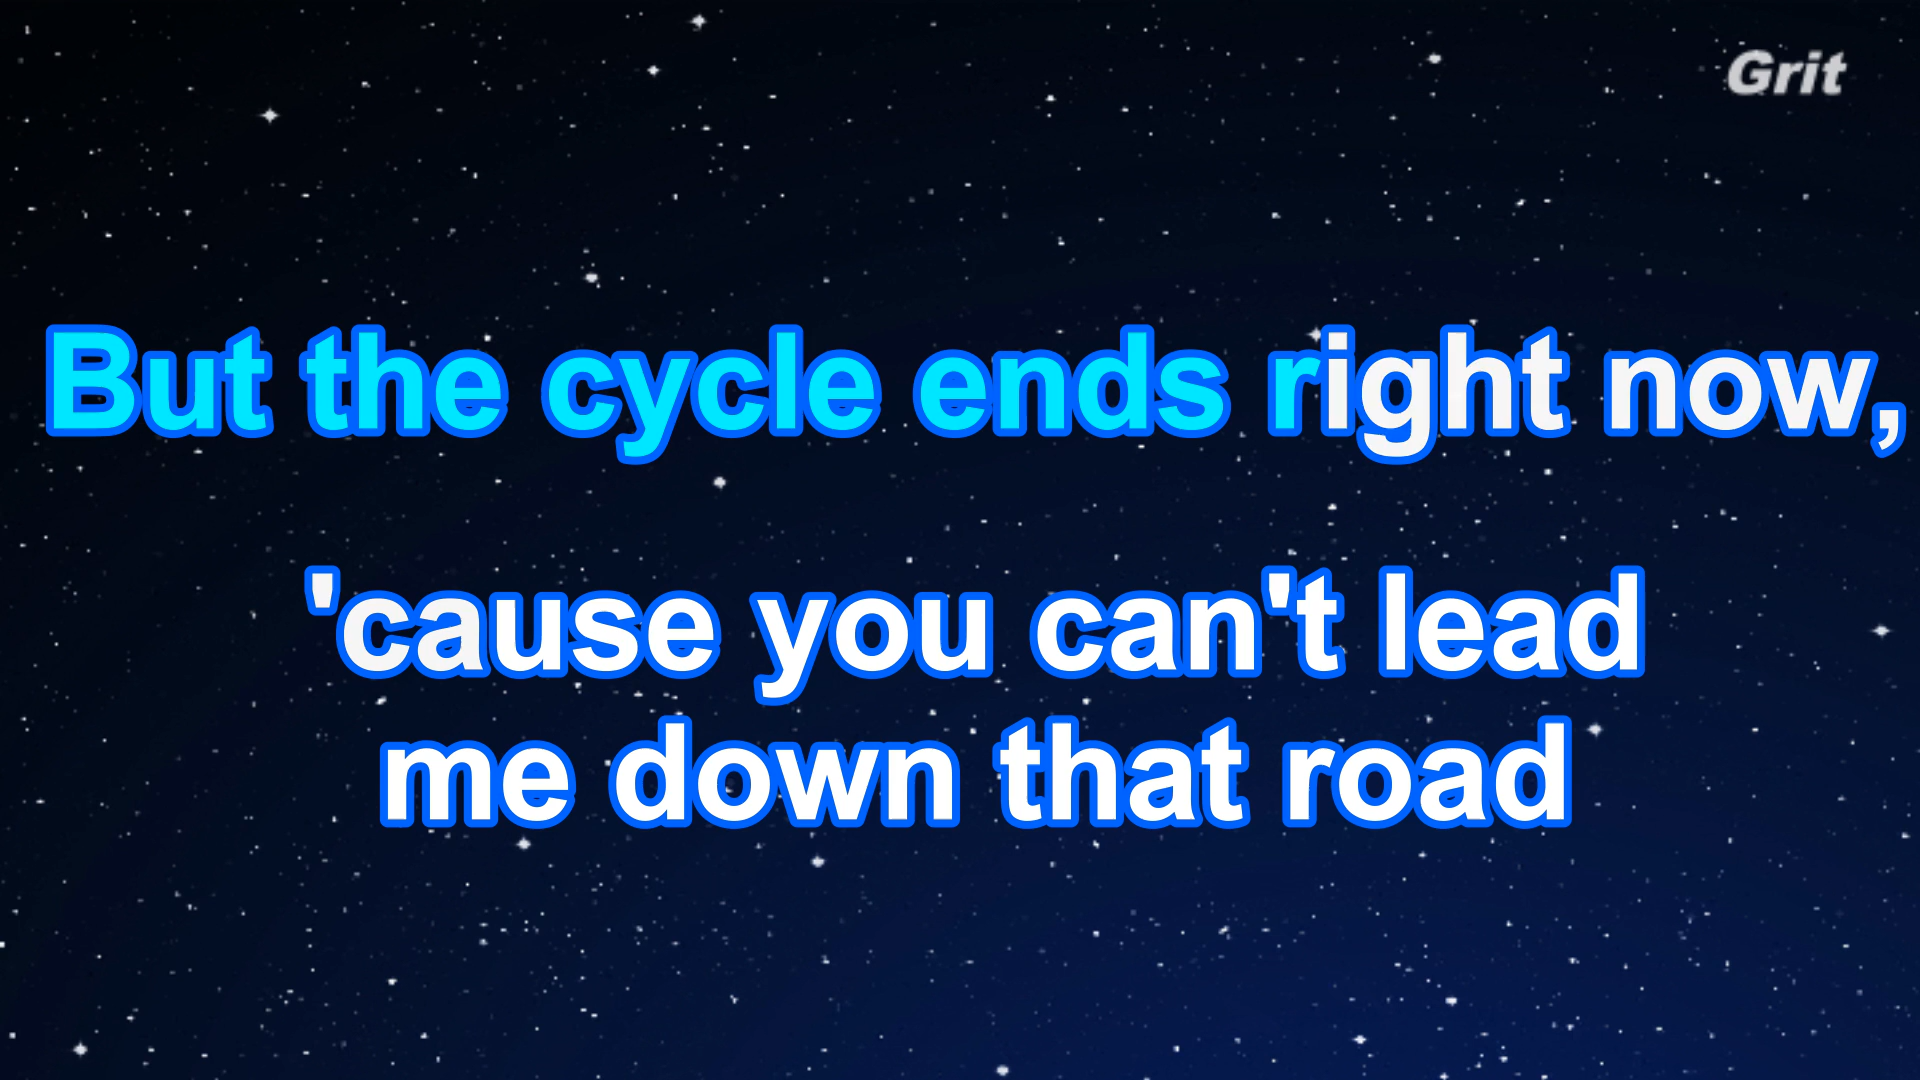 Grit
But the cycle ends right now,
'cause you can't lead
me down that road